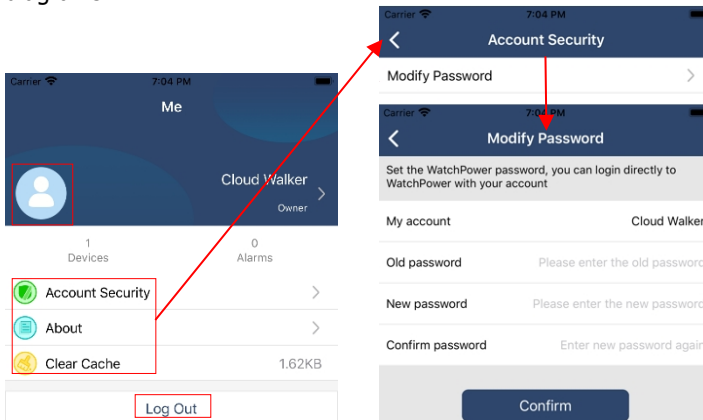 Carrier 7:04 PM
Me
Cloud Walker
Owner
1
Devices
0
Alarms
Account Security
About
Clear Cache 1.62KB
Log Out
Carrier 7:04 PM
Account Security
Modify Password
Carrier 7:04 PM
Modify Password
Set the WatchPower password, you can login directly to
WatchPower with your account
My account Cloud Walker
Old password Please enter the old password
New password Please enter the new password
Confirm password Enter new password again
Confirm